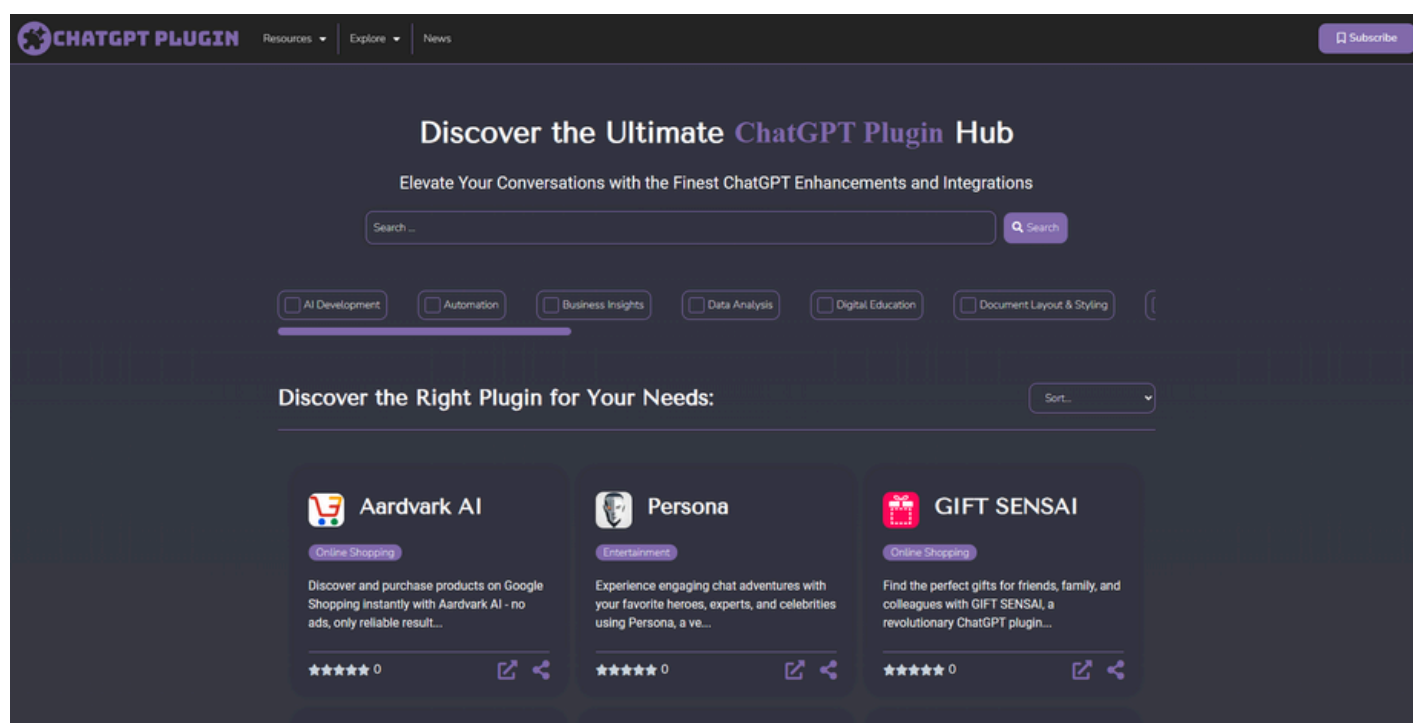 CHATGPT PLUGIN Resources Explore News Subscribe
Discover the Ultimate ChatGPT Plugin Hub
Elevate Your Conversations with the Finest ChatGPT Enhancements and Integrations
Search ... Search
AI Development Automation Business Insights Data Analysis Digital Education Document Layout & Styling
Discover the Right Plugin for Your Needs: Sort...
Aardvark AI
Online Shopping
Discover and purchase products on Google
Shopping instantly with Aardvark AI - no
ads, only reliable result...
0
Persona
Entertainment
Experience engaging chat adventures with
your favorite heroes, experts, and celebrities
using Persona, a ve...
0
GIFT SENSAI
Online Shopping
Find the perfect gifts for friends, family, and
colleagues with GIFT SENSAI, a
revolutionary ChatGPT plugin...
0